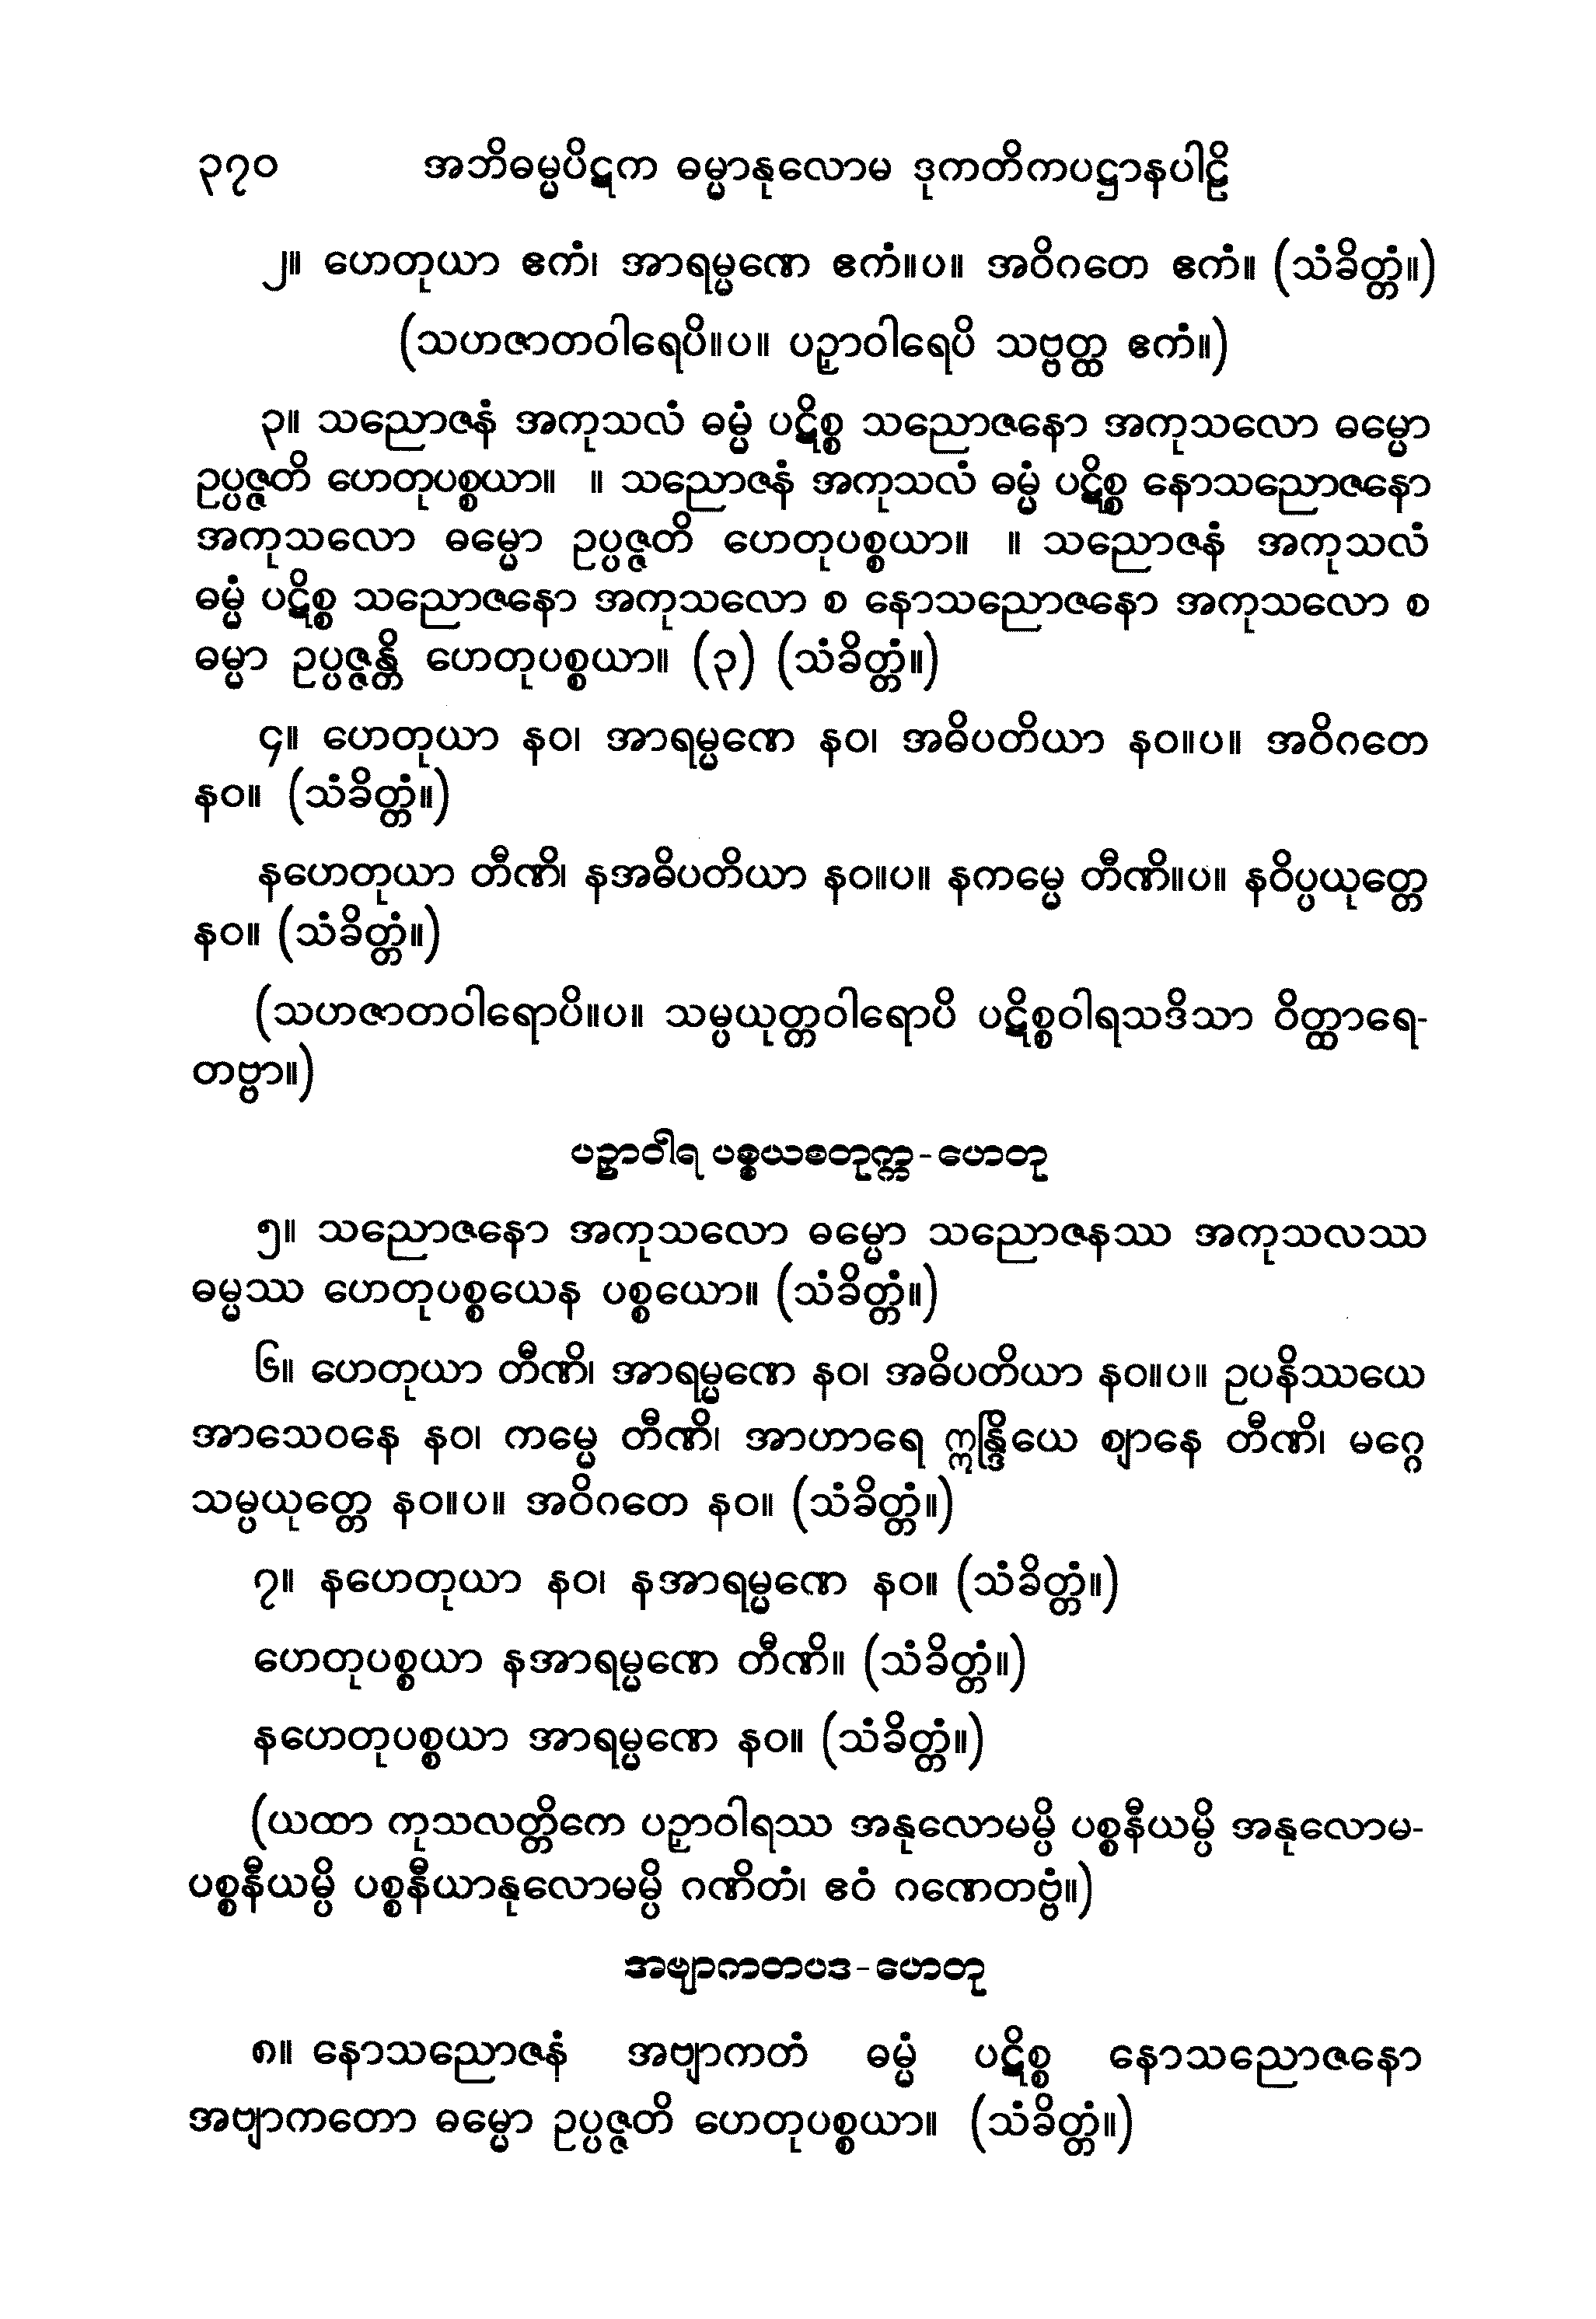 ၃၇၀ အဘိဓမ္မပိဋက ဓမ္မာနုလောမ ဒုကတိကပဋ္ဌာနပါဠိ
၂။ ဟေတုယာ ဧကံ၊ အာရမ္မဏေ ဧကံ။ပ။ အဝိဂတေ ဧကံ။ (သံခိတ္တံ။)
(သဟဇာတဝါရေပိ။ပ။ ပဉှာဝါရေပိ သဗ္ဗတ္ထ ဧကံ။)
၃။ သညောဇနံ အကုသလံ ဓမ္မံ ပဋိစ္စ သညောဇနော အကုသလော ဓမ္မော
ဥပ္ပဇ္ဇတိ ဟေတုပစ္စယာ။ ။ သညောဇနံ အကုသလံ ဓမ္မံ ပဋိစ္စ နောသညောဇနော
အကုသလော ဓမ္မော ဥပ္ပဇ္ဇတိ ဟေတုပစ္စယာ။ ။ သညောဇနံ အကုသလံ
ဓမ္မံ ပဋိစ္စ သညောဇနော အကုသလော စ နောသညောဇနော အကုသလော စ
ဓမ္မာ ဥပ္ပဇ္ဇန္တိ ဟေတုပစ္စယာ။ (၃) (သံခိတ္တံ။)
၄။ ဟေတုယာ နဝ၊ အာရမ္မဏေ နဝ၊ အဓိပတိယာ နဝ။ပ။ အဝိဂတေ
နဝ။ (သံခိတ္တံ။)
နဟေတုယာ တီဏိ၊ နအဓိပတိယာ နဝ။ပ။ နကမ္မေ တီဏိ။ပ။ နဝိပ္ပယုတ္တေ
နဝ။ (သံခိတ္တံ။)
(သဟဇာတဝါရောပိ။ပ။ သမ္ပယုတ္တဝါရောပိ ပဋိစ္စဝါရသဒိသာ ဝိတ္ထာရေ-
တဗ္ဗာ။)
ပဉှာဝါရ ပစ္စယစတုက္က-ဟေတု
၅။ သညောဇနော အကုသလော ဓမ္မော သညောဇနဿ အကုသလဿ
ဓမ္မဿ ဟေတုပစ္စယေန ပစ္စယော။ (သံခိတ္တံ။)
၆။ ဟေတုယာ တီဏိ၊ အာရမ္မဏေ နဝ၊ အဓိပတိယာ နဝ။ပ။ ဥပနိဿယေ
အာသေဝနေ နဝ၊ ကမ္မေ တီဏိ၊ အာဟာရေ ဣန္ဒြိယေ ဈာနေ တီဏိ၊ မဂ္ဂေ
သမ္ပယုတ္တေ နဝ။ပ။ အဝိဂတေ နဝ။ (သံခိတ္တံ။)
၇။ နဟေတုယာ နဝ၊ နအာရမ္မဏေ နဝ။ (သံခိတ္တံ။)
ဟေတုပစ္စယာ နအာရမ္မဏေ တီဏိ။ (သံခိတ္တံ။)
နဟေတုပစ္စယာ အာရမ္မဏေ နဝ။ (သံခိတ္တံ။)
(ယထာ ကုသလတ္တိကေ ပဉှာဝါရဿ အနုလောမမ္ပိ ပစ္စနီယမ္ပိ အနုလောမ-
ပစ္စနီယမ္ပိ ပစ္စနီယာနုလောမမ္ပိ ဂဏိတံ၊ ဧဝံ ဂဏေတဗ္ဗံ။)
အဗျာကတပဒ-ဟေတု
၈။ နောသညောဇနံ အဗျာကတံ ဓမ္မံ ပဋိစ္စ နောသညောဇနော
အဗျာကတော ဓမ္မော ဥပ္ပဇ္ဇတိ ဟေတုပစ္စယာ။ (သံခိတ္တံ။)